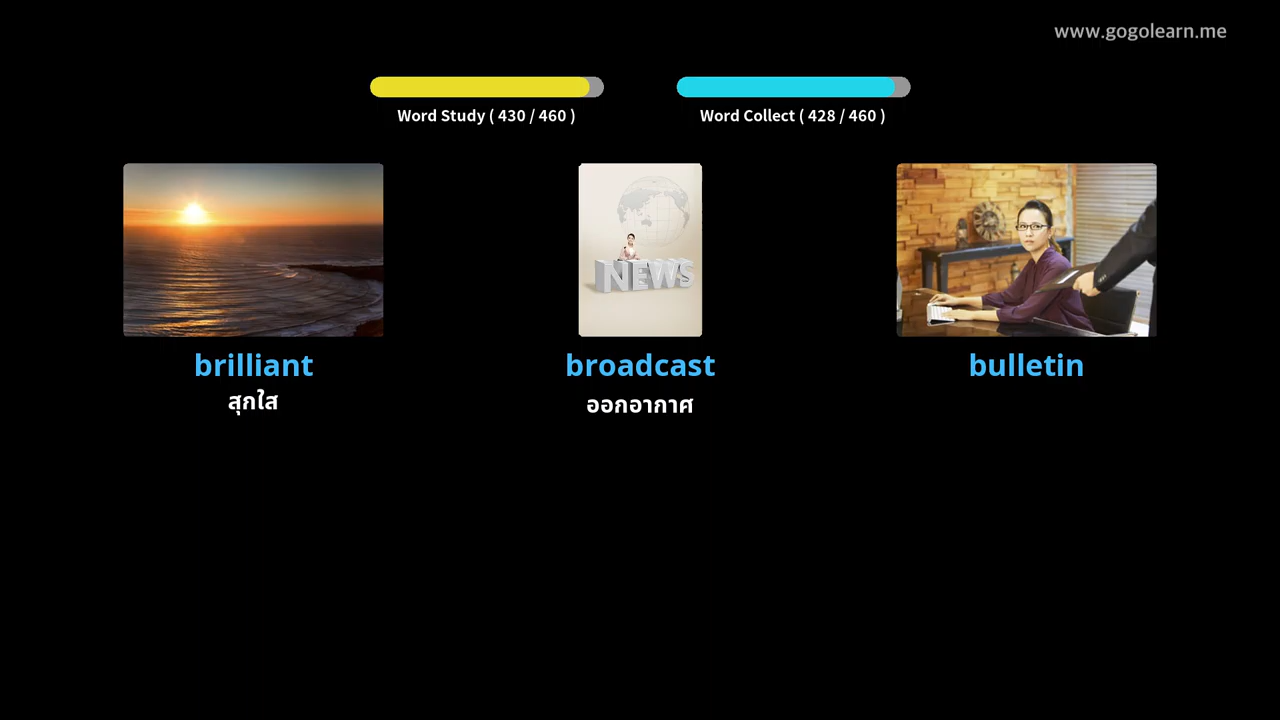 www.gogolearn.me
Word Study ( 430 / 460 )
Word Collect ( 428 / 460 )
NEWS
brilliant
broadcast
bulletin
สุกใส
ออกอากาศ